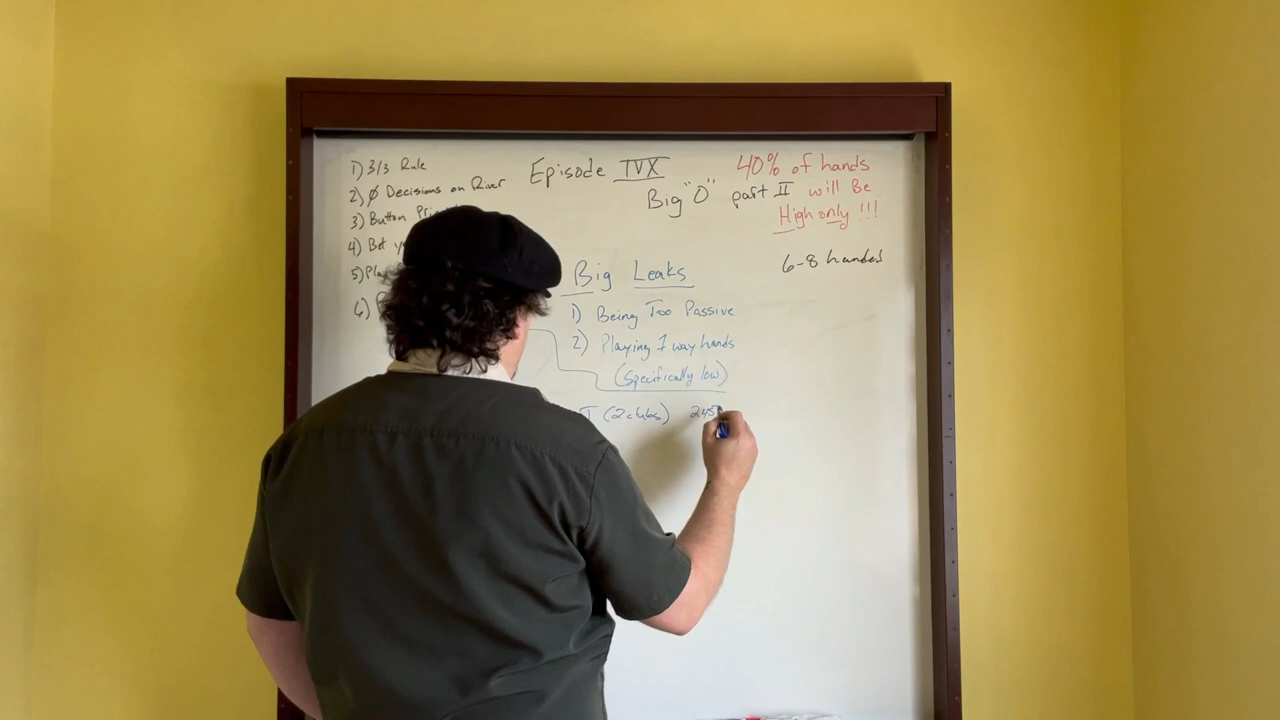 1) 3/3 Rule
2) Ø Decisions on River
3) Button
4) Bet
5)
6)
Episode IVX
Big "O" part II
40% of hands
will Be
High only !!!
6-8 handed
Big Leaks
1) Being Too Passive
2) Playing 1 way hands
(Specifically low)
(2 clubs) 245